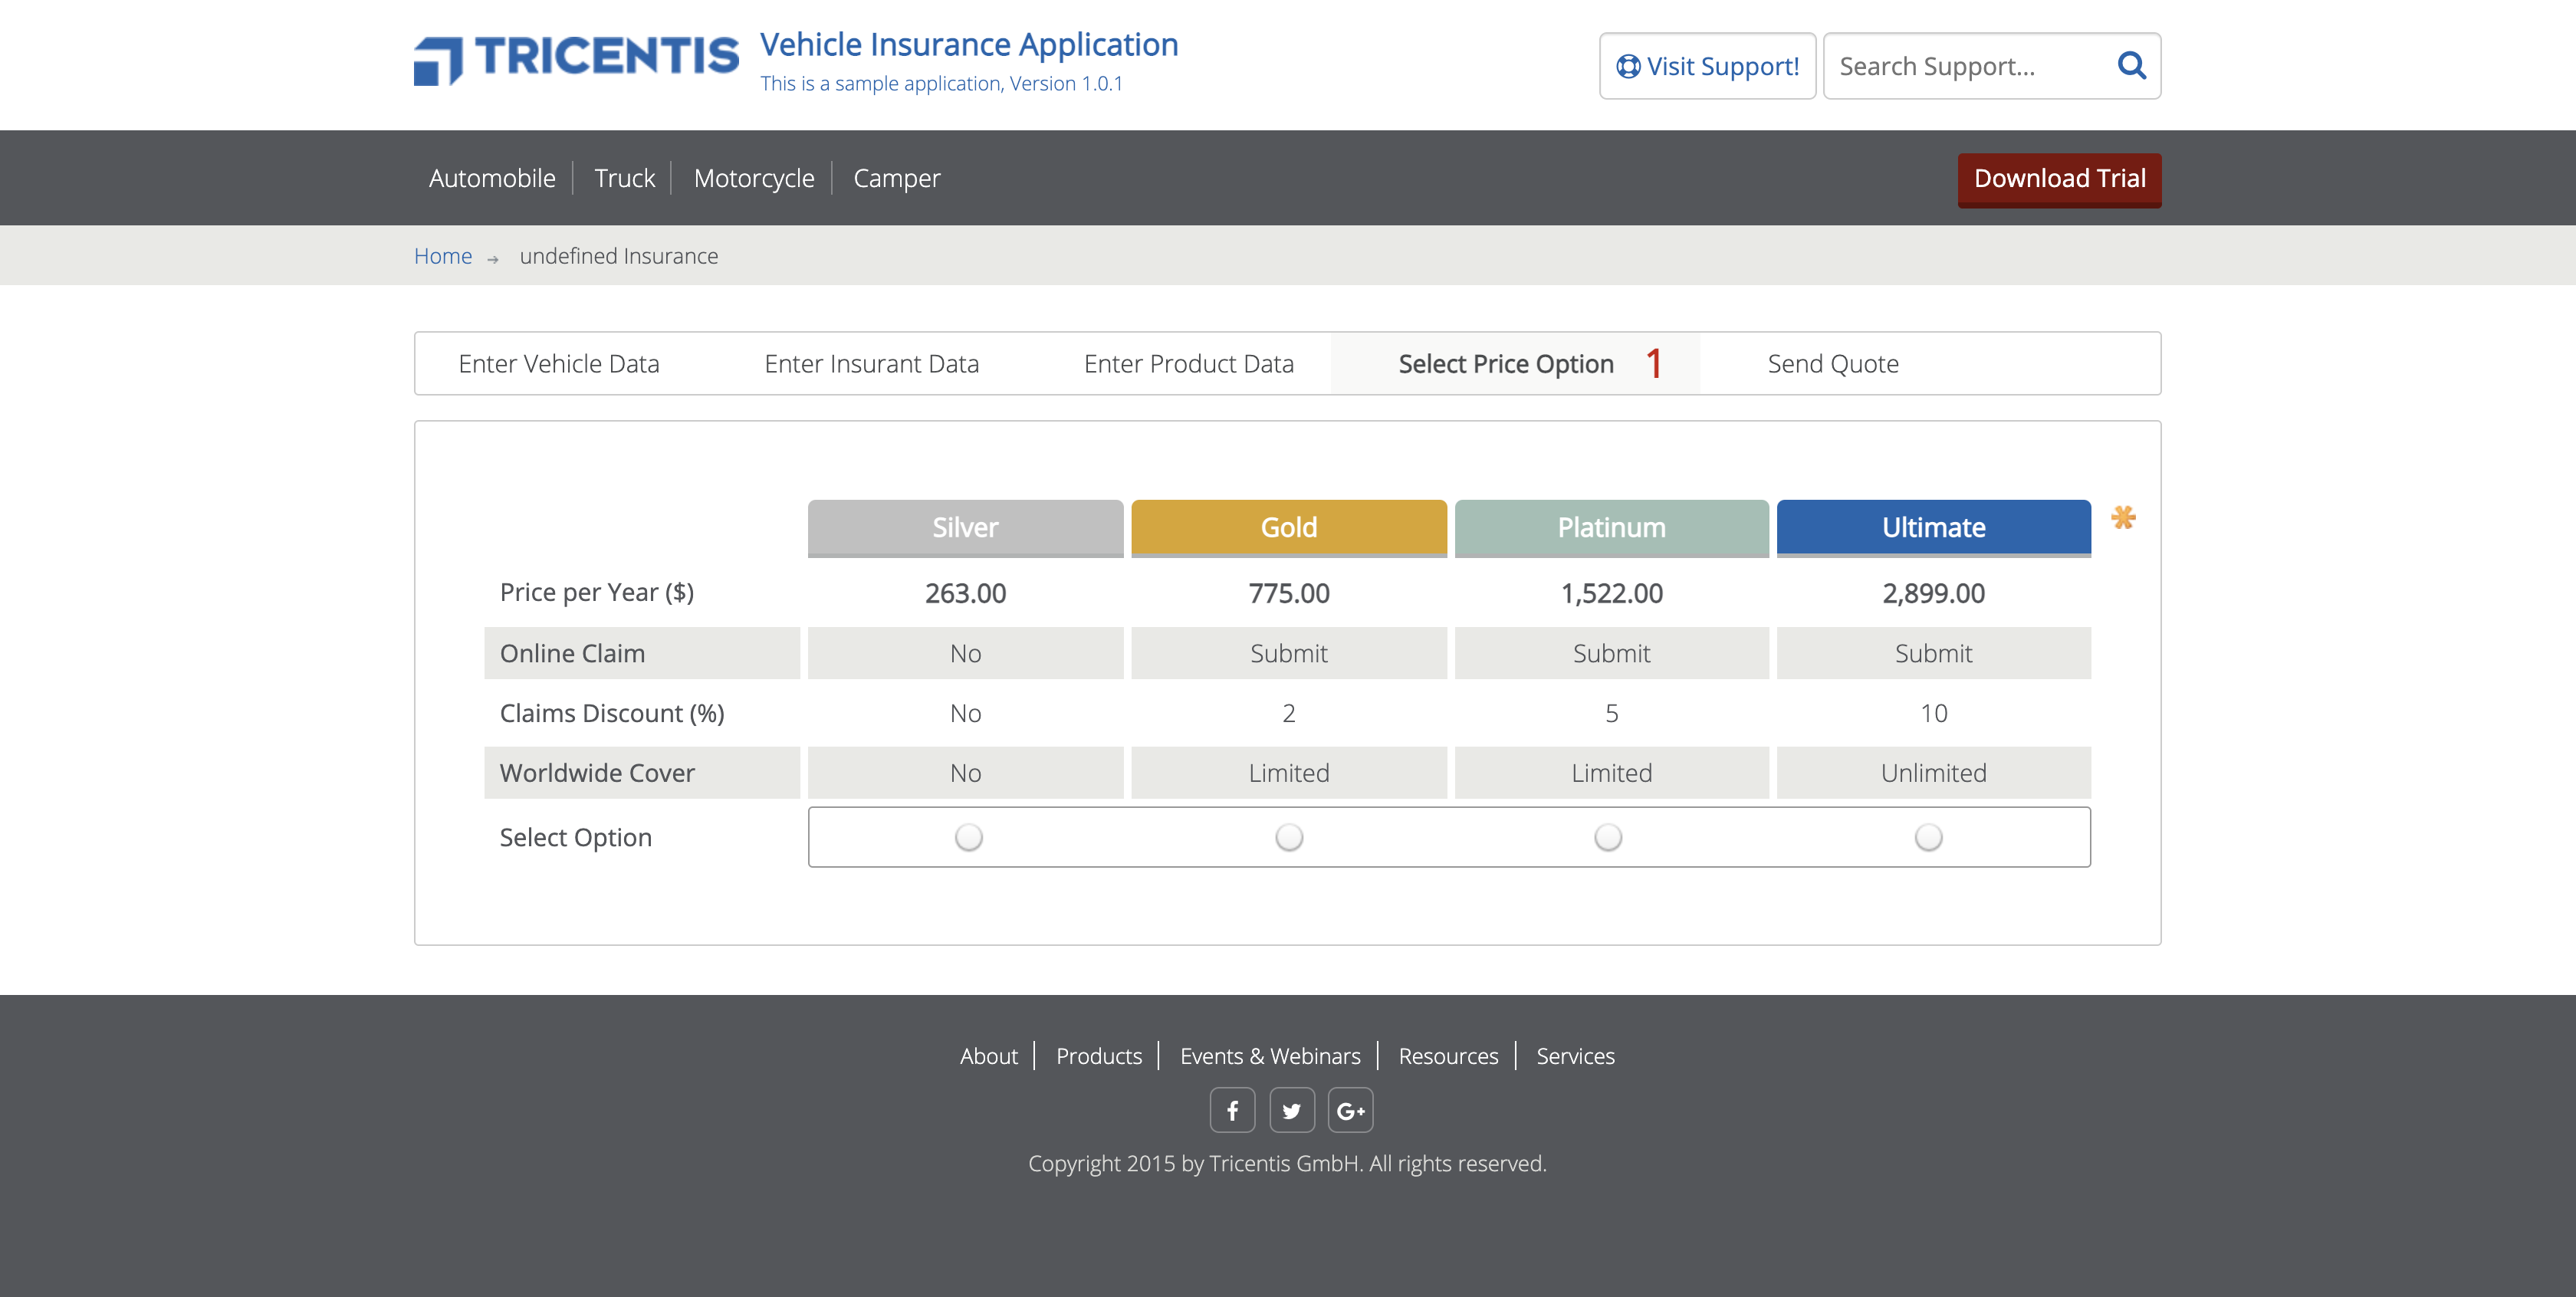 TRICENTIS
Vehicle Insurance Application
This is a sample application, Version 1.0.1
Visit Support!
Search Support...
Automobile Truck Motorcycle Camper
Download Trial
Home → undefined Insurance
Enter Vehicle Data Enter Insurant Data Enter Product Data Select Price Option 1 Send Quote
Silver Gold Platinum Ultimate
Price per Year ($) 263.00 775.00 1,522.00 2,899.00
Online Claim No Submit Submit Submit
Claims Discount (%) No 2 5 10
Worldwide Cover No Limited Limited Unlimited
Select Option
About Products Events & Webinars Resources Services
f G+
Copyright 2015 by Tricentis GmbH. All rights reserved.